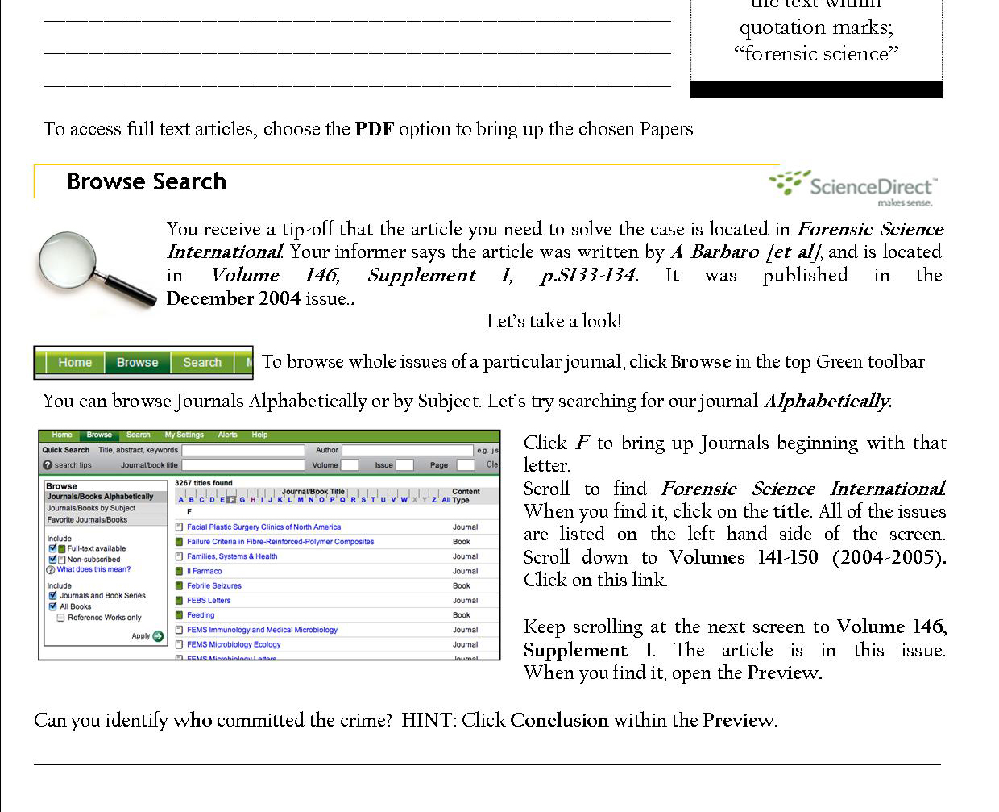 the text within
quotation marks;
“forensic science”
To access full text articles, choose the PDF option to bring up the chosen Papers
Browse Search
ScienceDirect™
makes sense.
You receive a tip-off that the article you need to solve the case is located in Forensic Science
International. Your informer says the article was written by A Barbaro [et al], and is located
in Volume 146, Supplement 1, p.S133-134. It was published in the
December 2004 issue..
Let’s take a look!
Home Browse Search M
To browse whole issues of a particular journal, click Browse in the top Green toolbar
You can browse Journals Alphabetically or by Subject. Let’s try searching for our journal Alphabetically.
Home Browse Search My Settings Alerts Help
Quick Search Title, abstract, keywords Author e.g. j s
? search tips Journal/book title Volume Issue Page Clea
Browse
Journals/Books Alphabetically
Journals/Books by Subject
Favorite Journals/Books
Include
Full-text available
Non-subscribed
? What does this mean?
Include
Journals and Book Series
All Books
Reference Works only
Apply
3267 titles found
Journal/Book Title Content
A B C D E F G H I J K L M N O P Q R S T U V W X Y Z All Type
F
Facial Plastic Surgery Clinics of North America Journal
Failure Criteria in Fibre-Reinforced-Polymer Composites Book
Families, Systems & Health Journal
Il Farmaco Journal
Febrile Seizures Book
FEBS Letters Journal
Feeding Book
FEMS Immunology and Medical Microbiology Journal
FEMS Microbiology Ecology Journal
FEMS Microbiology Letters Journal
Click F to bring up Journals beginning with that
letter.
Scroll to find Forensic Science International.
When you find it, click on the title. All of the issues
are listed on the left hand side of the screen.
Scroll down to Volumes 141-150 (2004-2005).
Click on this link.
Keep scrolling at the next screen to Volume 146,
Supplement 1. The article is in this issue.
When you find it, open the Preview.
Can you identify who committed the crime? HINT: Click Conclusion within the Preview.